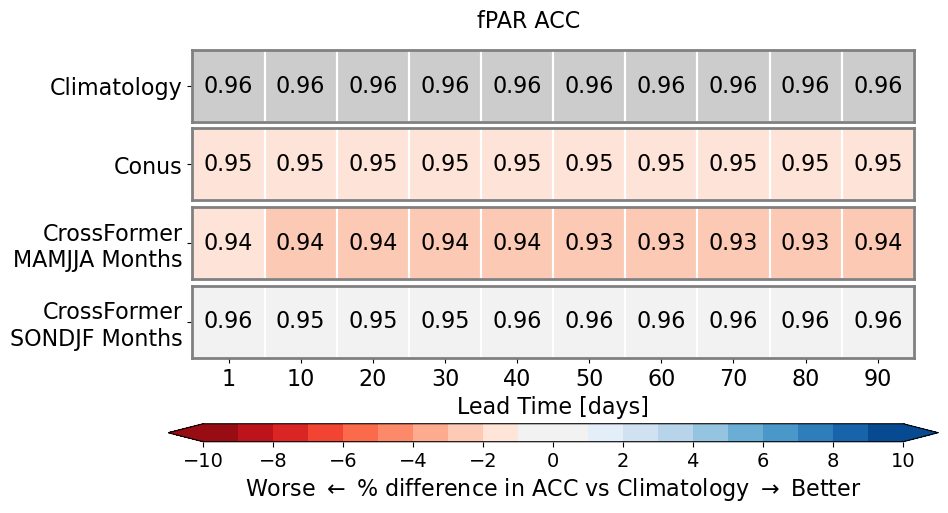 fPAR ACC
Climatology 0.96 0.96 0.96 0.96 0.96 0.96 0.96 0.96 0.96 0.96
Conus 0.95 0.95 0.95 0.95 0.95 0.95 0.95 0.95 0.95 0.95
CrossFormer
MAMJJA Months 0.94 0.94 0.94 0.94 0.94 0.93 0.93 0.93 0.93 0.94
CrossFormer
SONDJF Months 0.96 0.95 0.95 0.95 0.96 0.96 0.96 0.96 0.96 0.96
1 10 20 30 40 50 60 70 80 90
Lead Time [days]
−10 −8 −6 −4 −2 0 2 4 6 8 10
Worse ← % difference in ACC vs Climatology → Better